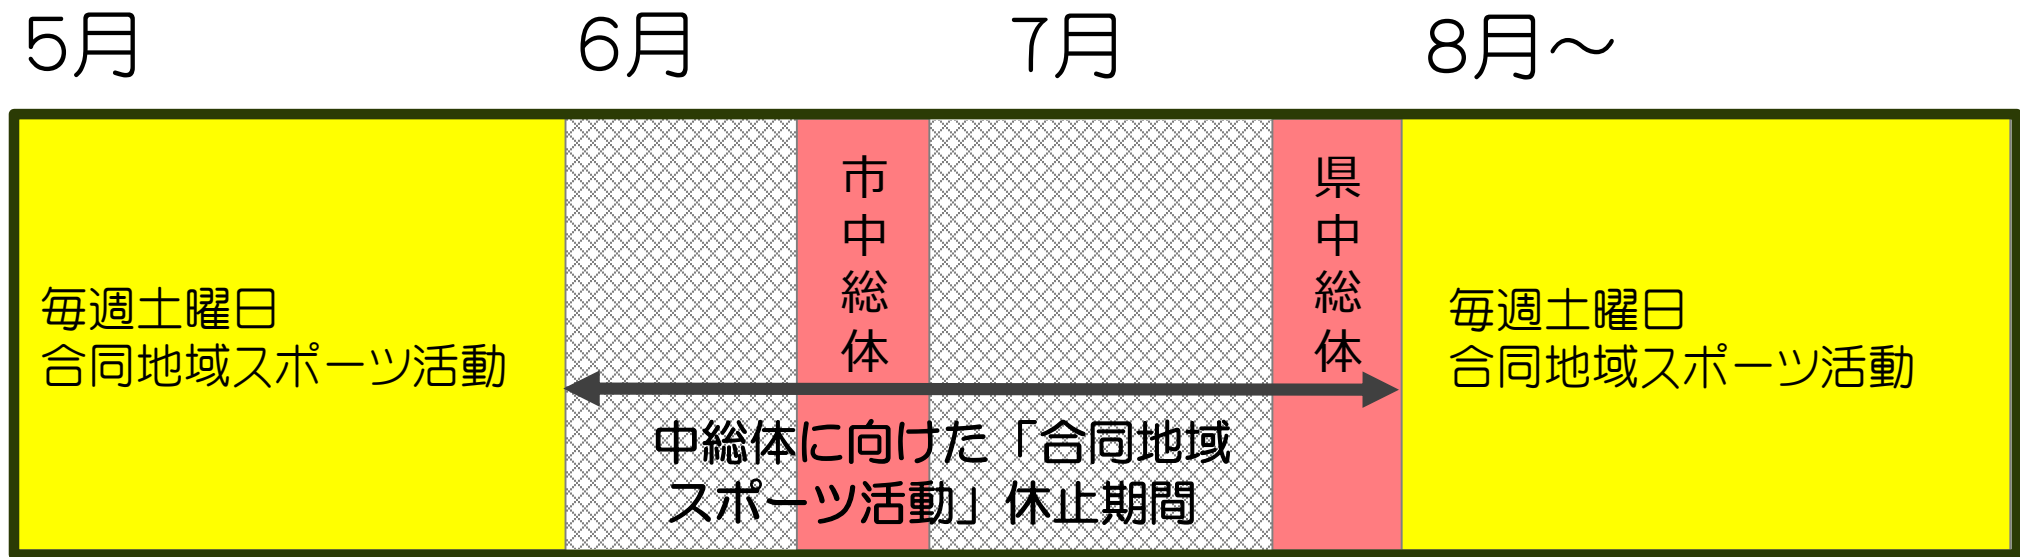 5月
6月
7月
8月～
毎週土曜日
合同地域スポーツ活動
市中総体
県中総体
毎週土曜日
合同地域スポーツ活動
中総体に向けた「合同地域
スポーツ活動」休止期間